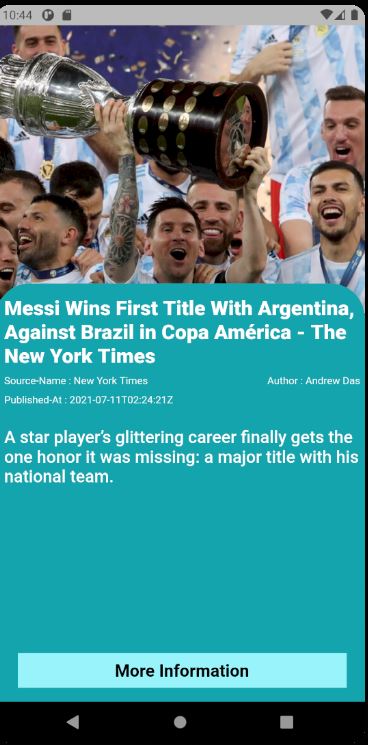 10:44
Messi Wins First Title With Argentina,
Against Brazil in Copa América - The
New York Times
Source-Name : New York Times
Author : Andrew Das
Published-At : 2021-07-11T02:24:21Z
A star player’s glittering career finally gets the
one honor it was missing: a major title with his
national team.
More Information